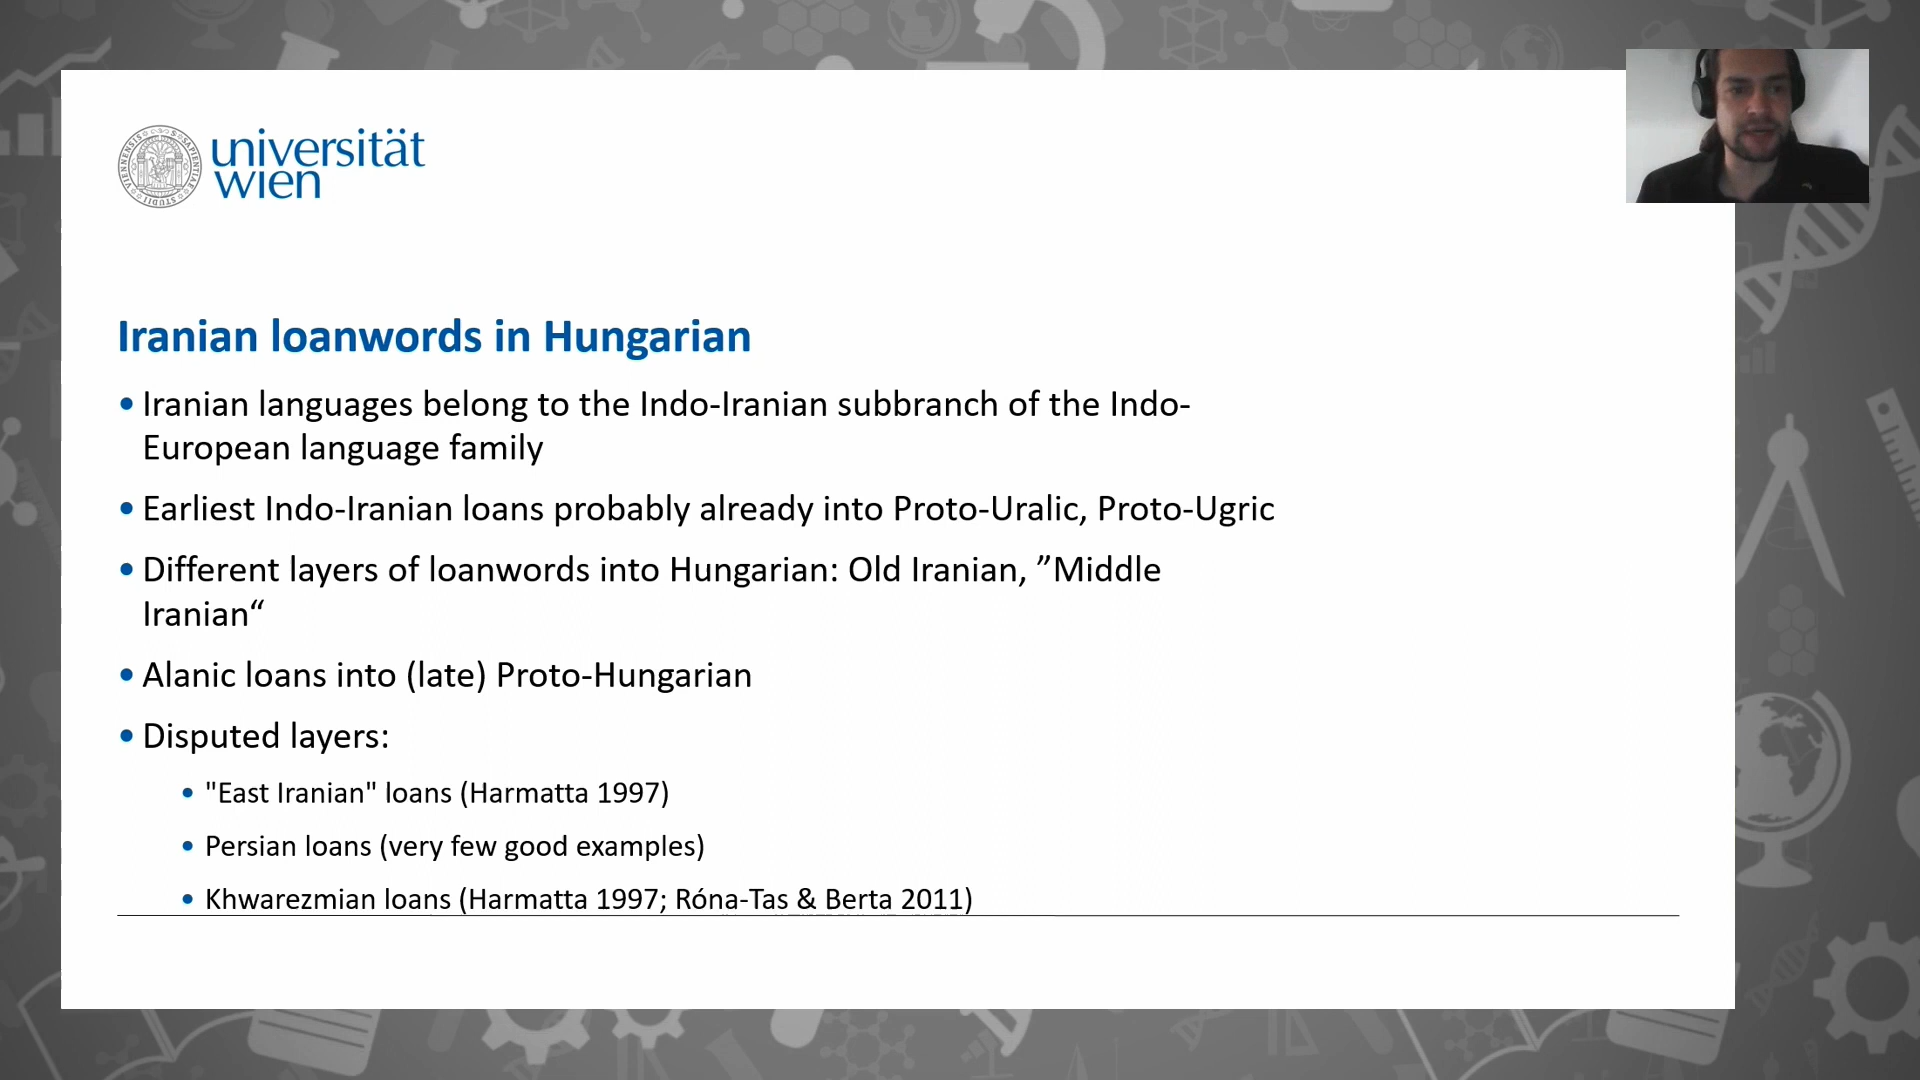 universität
wien
Iranian loanwords in Hungarian
• Iranian languages belong to the Indo-Iranian subbranch of the Indo-
European language family
• Earliest Indo-Iranian loans probably already into Proto-Uralic, Proto-Ugric
• Different layers of loanwords into Hungarian: Old Iranian, ”Middle
Iranian“
• Alanic loans into (late) Proto-Hungarian
• Disputed layers:
• "East Iranian" loans (Harmatta 1997)
• Persian loans (very few good examples)
• Khwarezmian loans (Harmatta 1997; Róna-Tas & Berta 2011)